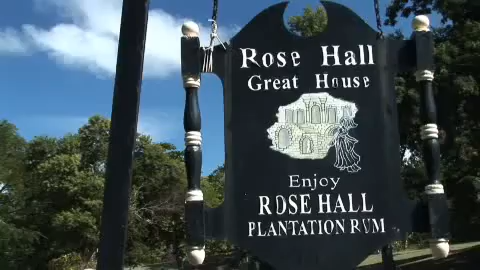 Rose Hall
Great House
Enjoy
ROSE HALL
PLANTATION RUM